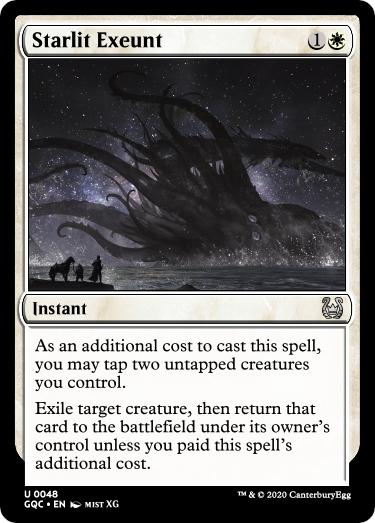 Starlit Exeunt 1
Instant
As an additional cost to cast this spell,
you may tap two untapped creatures
you control.
Exile target creature, then return that
card to the battlefield under its owner's
control unless you paid this spell's
additional cost.
U 0048
GQC • EN MIST XG
™ & © 2020 CanterburyEgg